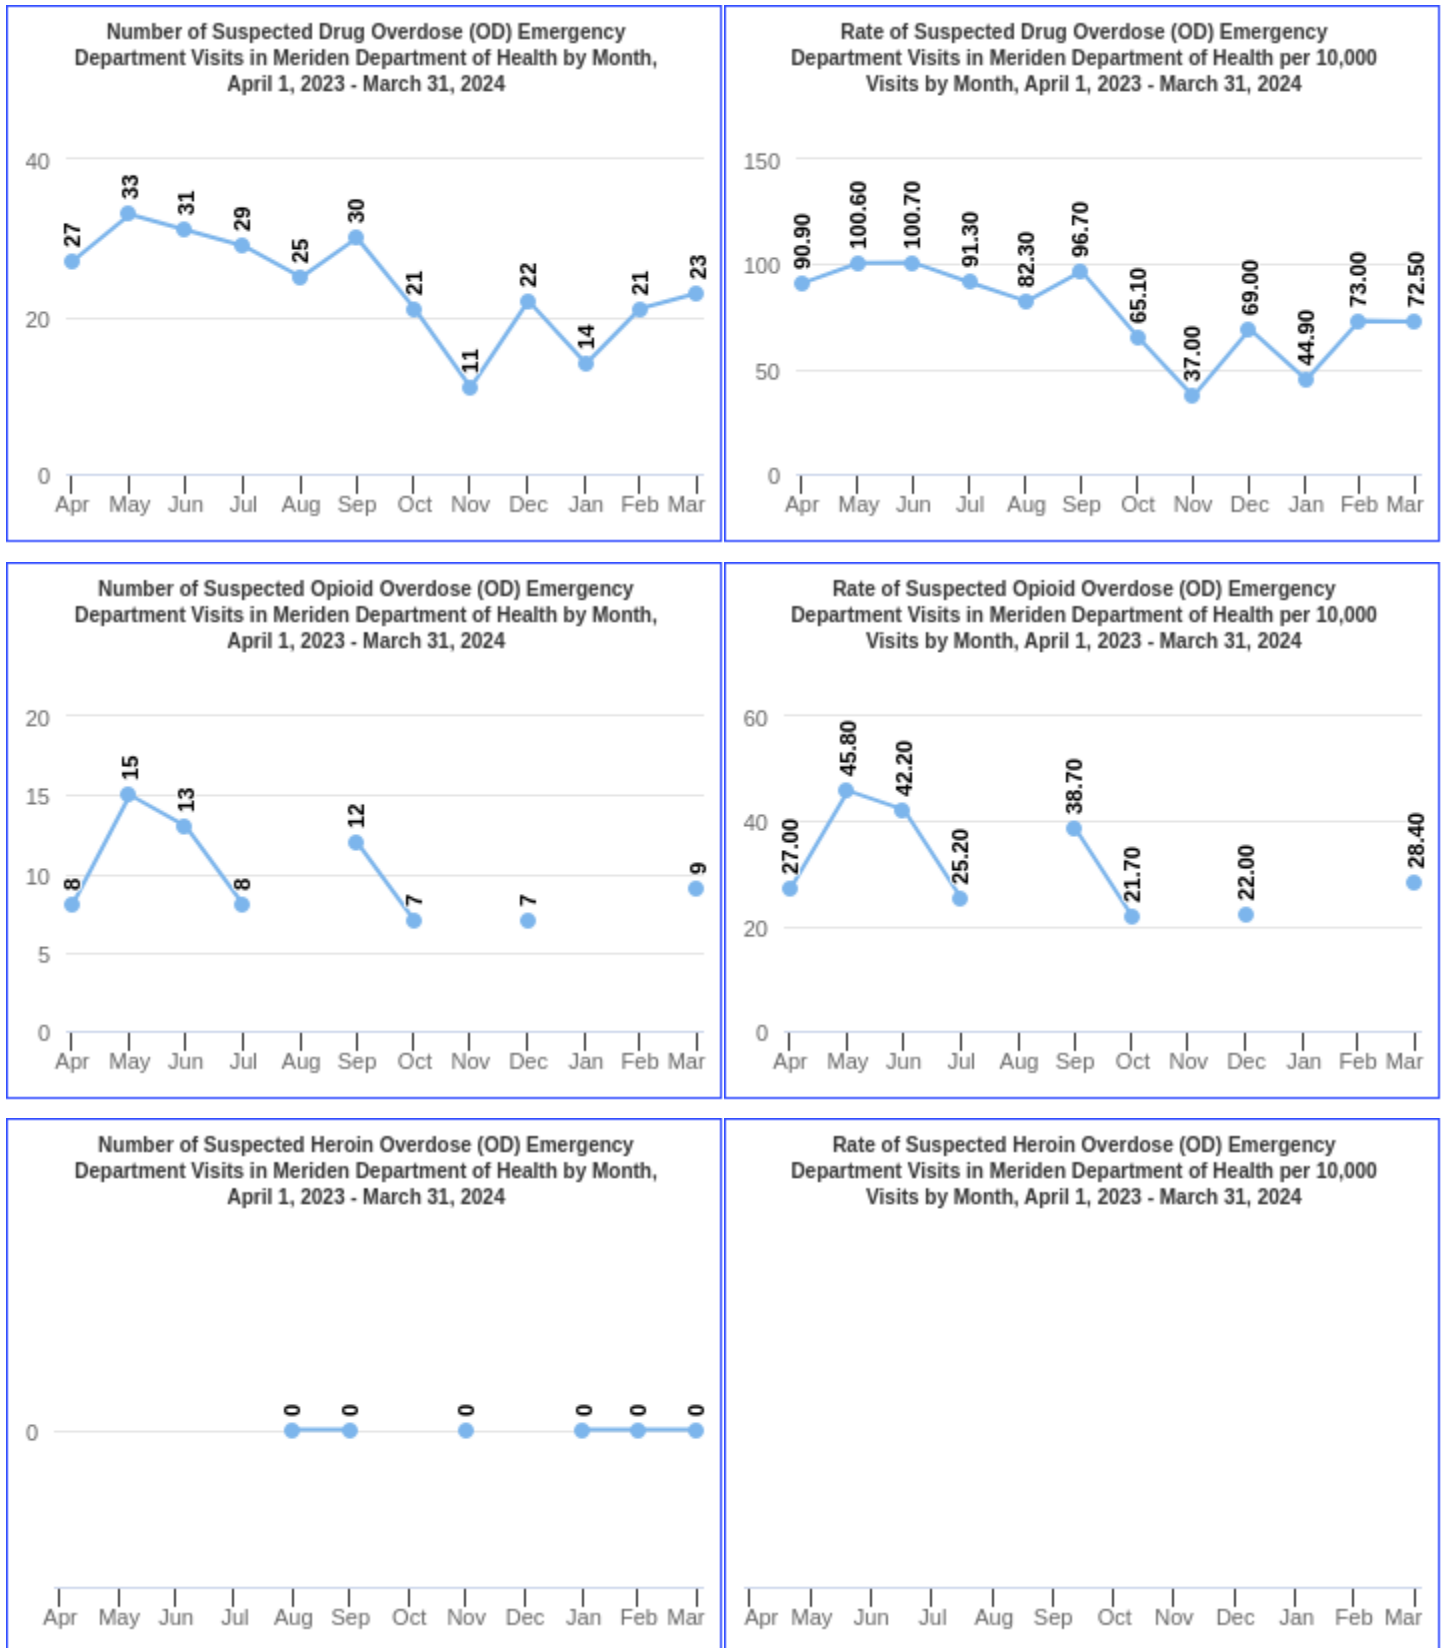 Number of Suspected Drug Overdose (OD) Emergency
Department Visits in Meriden Department of Health by Month,
April 1, 2023 - March 31, 2024
40
20
0
27
33
31
29
25
30
21
11
22
14
21
23
Apr May Jun Jul Aug Sep Oct Nov Dec Jan Feb Mar
Rate of Suspected Drug Overdose (OD) Emergency
Department Visits in Meriden Department of Health per 10,000
Visits by Month, April 1, 2023 - March 31, 2024
150
100
50
0
90.90
100.60
100.70
91.30
82.30
96.70
65.10
37.00
69.00
44.90
73.00
72.50
Apr May Jun Jul Aug Sep Oct Nov Dec Jan Feb Mar
Number of Suspected Opioid Overdose (OD) Emergency
Department Visits in Meriden Department of Health by Month,
April 1, 2023 - March 31, 2024
20
15
10
5
0
8
15
13
8
12
7
7
9
Apr May Jun Jul Aug Sep Oct Nov Dec Jan Feb Mar
Rate of Suspected Opioid Overdose (OD) Emergency
Department Visits in Meriden Department of Health per 10,000
Visits by Month, April 1, 2023 - March 31, 2024
60
40
20
0
27.00
45.80
42.20
25.20
38.70
21.70
22.00
28.40
Apr May Jun Jul Aug Sep Oct Nov Dec Jan Feb Mar
Number of Suspected Heroin Overdose (OD) Emergency
Department Visits in Meriden Department of Health by Month,
April 1, 2023 - March 31, 2024
0
0
0
0
0
0
0
Apr May Jun Jul Aug Sep Oct Nov Dec Jan Feb Mar
Rate of Suspected Heroin Overdose (OD) Emergency
Department Visits in Meriden Department of Health per 10,000
Visits by Month, April 1, 2023 - March 31, 2024
Apr May Jun Jul Aug Sep Oct Nov Dec Jan Feb Mar